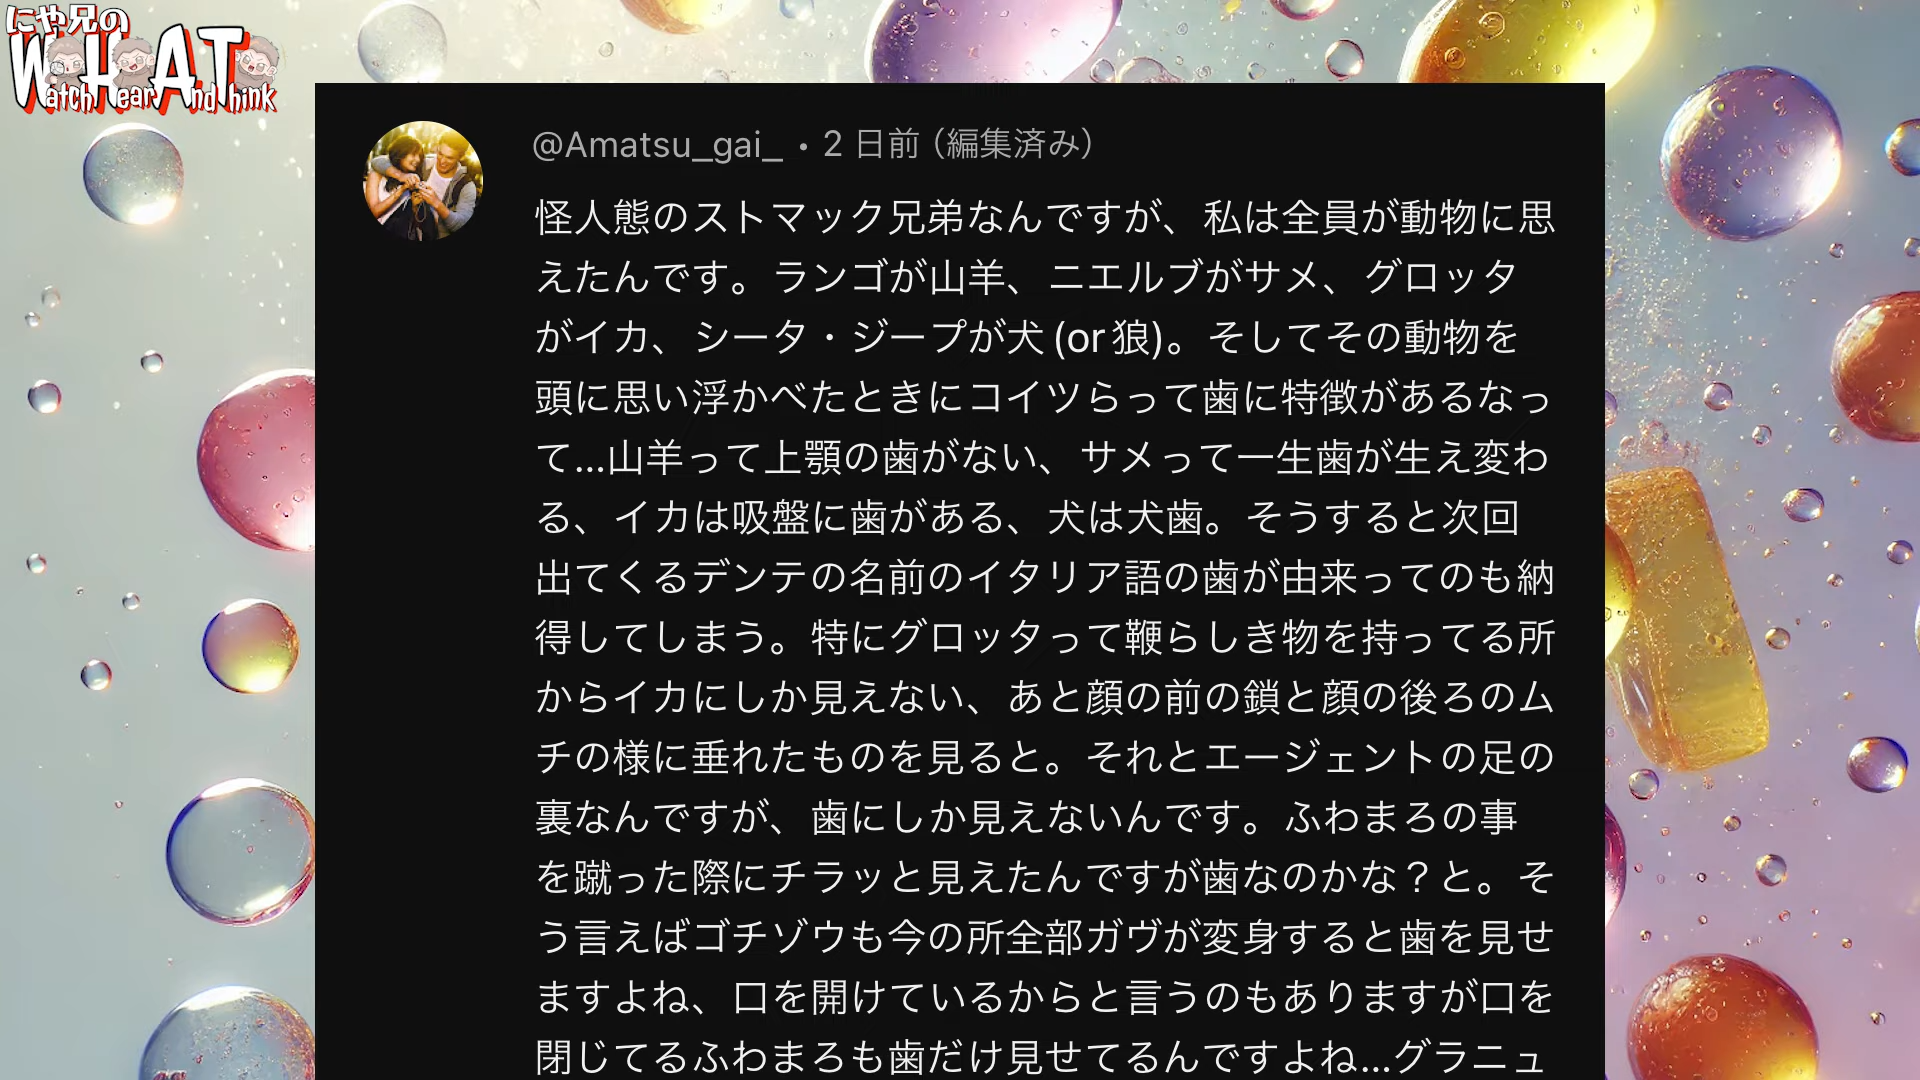 にや兄の
WHAT
Watch Hear And Think
@Amatsu_gai_・2 日前 (編集済み)
怪人態のストマック兄弟なんですが、私は全員が動物に思
えたんです。ランゴが山羊、ニエルブがサメ、グロッタ
がイカ、シータ・ジープが犬(or狼)。そしてその動物を
頭に思い浮かべたときにコイツらって歯に特徴があるなっ
て...山羊って上顎の歯がない、サメって一生歯が生え変わ
る、イカは吸盤に歯がある、犬は犬歯。そうすると次回
出てくるデンテの名前のイタリア語の歯が由来ってのも納
得してしまう。特にグロッタって鞭らしき物を持ってる所
からイカにしか見えない、あと顔の前の鎖と顔の後ろのム
チの様に垂れたものを見ると。それとエージェントの足の
裏なんですが、歯にしか見えないんです。ふわまろの事
を蹴った際にチラッと見えたんですが歯なのかな？と。そ
う言えばゴチゾウも今の所全部ガヴが変身すると歯を見せ
ますよね、口を開けているからと言うのもありますが口を
閉じてるふわまろも歯だけ見せてるんですよね...グラニュ